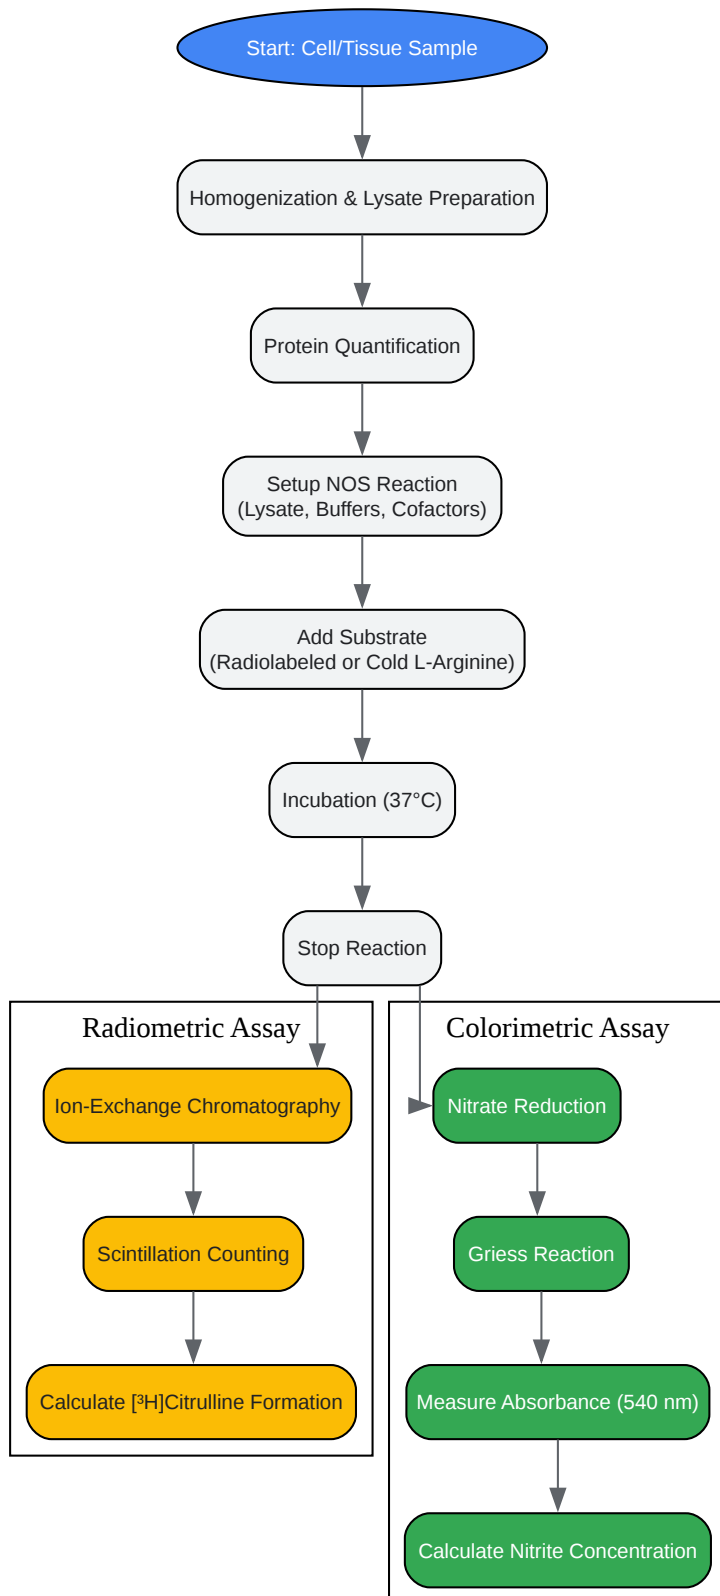 Start: Cell/Tissue Sample
Homogenization & Lysate Preparation
Protein Quantification
Setup NOS Reaction
(Lysate, Buffers, Cofactors)
Add Substrate
(Radiolabeled or Cold L-Arginine)
Incubation (37°C)
Stop Reaction
Radiometric Assay
Ion-Exchange Chromatography
Scintillation Counting
Calculate [³H]Citrulline Formation
Colorimetric Assay
Nitrate Reduction
Griess Reaction
Measure Absorbance (540 nm)
Calculate Nitrite Concentration